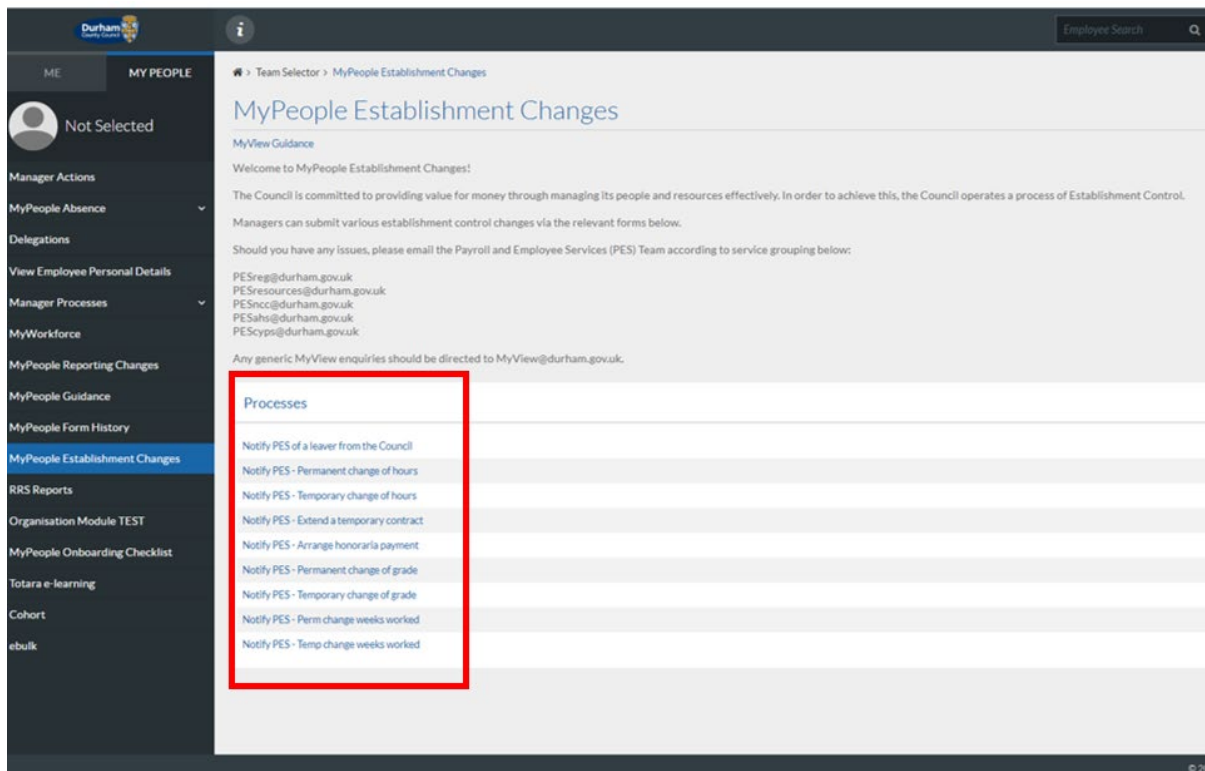 Durham
County Council
i
Employee Search
ME
MY PEOPLE
> Team Selector > MyPeople Establishment Changes
Not Selected
Manager Actions
MyPeople Absence
Delegations
View Employee Personal Details
Manager Processes
MyWorkforce
MyPeople Reporting Changes
MyPeople Guidance
MyPeople Form History
MyPeople Establishment Changes
RRS Reports
Organisation Module TEST
MyPeople Onboarding Checklist
Totara e-learning
Cohort
ebulk
MyPeople Establishment Changes
MyView Guidance
Welcome to MyPeople Establishment Changes!
The Council is committed to providing value for money through managing its people and resources effectively. In order to achieve this, the Council operates a process of Establishment Control.
Managers can submit various establishment control changes via the relevant forms below.
Should you have any issues, please email the Payroll and Employee Services (PES) Team according to service grouping below:
PESreg@durham.gov.uk
PESresources@durham.gov.uk
PESncc@durham.gov.uk
PESahs@durham.gov.uk
PEScyps@durham.gov.uk
Any generic MyView enquiries should be directed to MyView@durham.gov.uk.
Processes
Notify PES of a leaver from the Council
Notify PES - Permanent change of hours
Notify PES - Temporary change of hours
Notify PES - Extend a temporary contract
Notify PES - Arrange honoraria payment
Notify PES - Permanent change of grade
Notify PES - Temporary change of grade
Notify PES - Perm change weeks worked
Notify PES - Temp change weeks worked